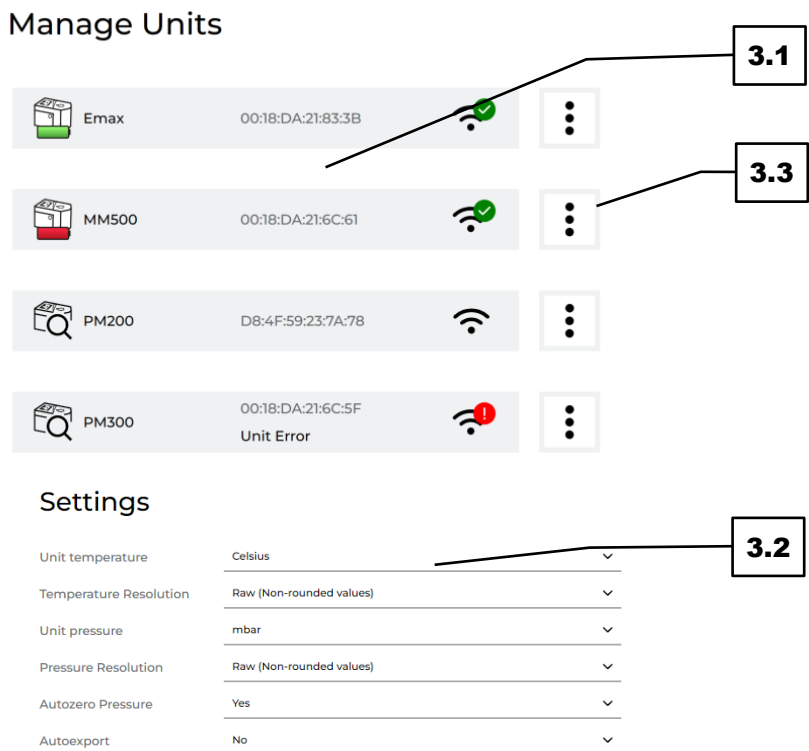 Manage Units
3.1
Emax 00:18:DA:21:83:3B
3.3
MM500 00:18:DA:21:6C:61
PM200 D8:4F:59:23:7A:78
PM300 00:18:DA:21:6C:5F
Unit Error
Settings
3.2
Unit temperature Celsius
Temperature Resolution Raw (Non-rounded values)
Unit pressure mbar
Pressure Resolution Raw (Non-rounded values)
Autozero Pressure Yes
Autoexport No